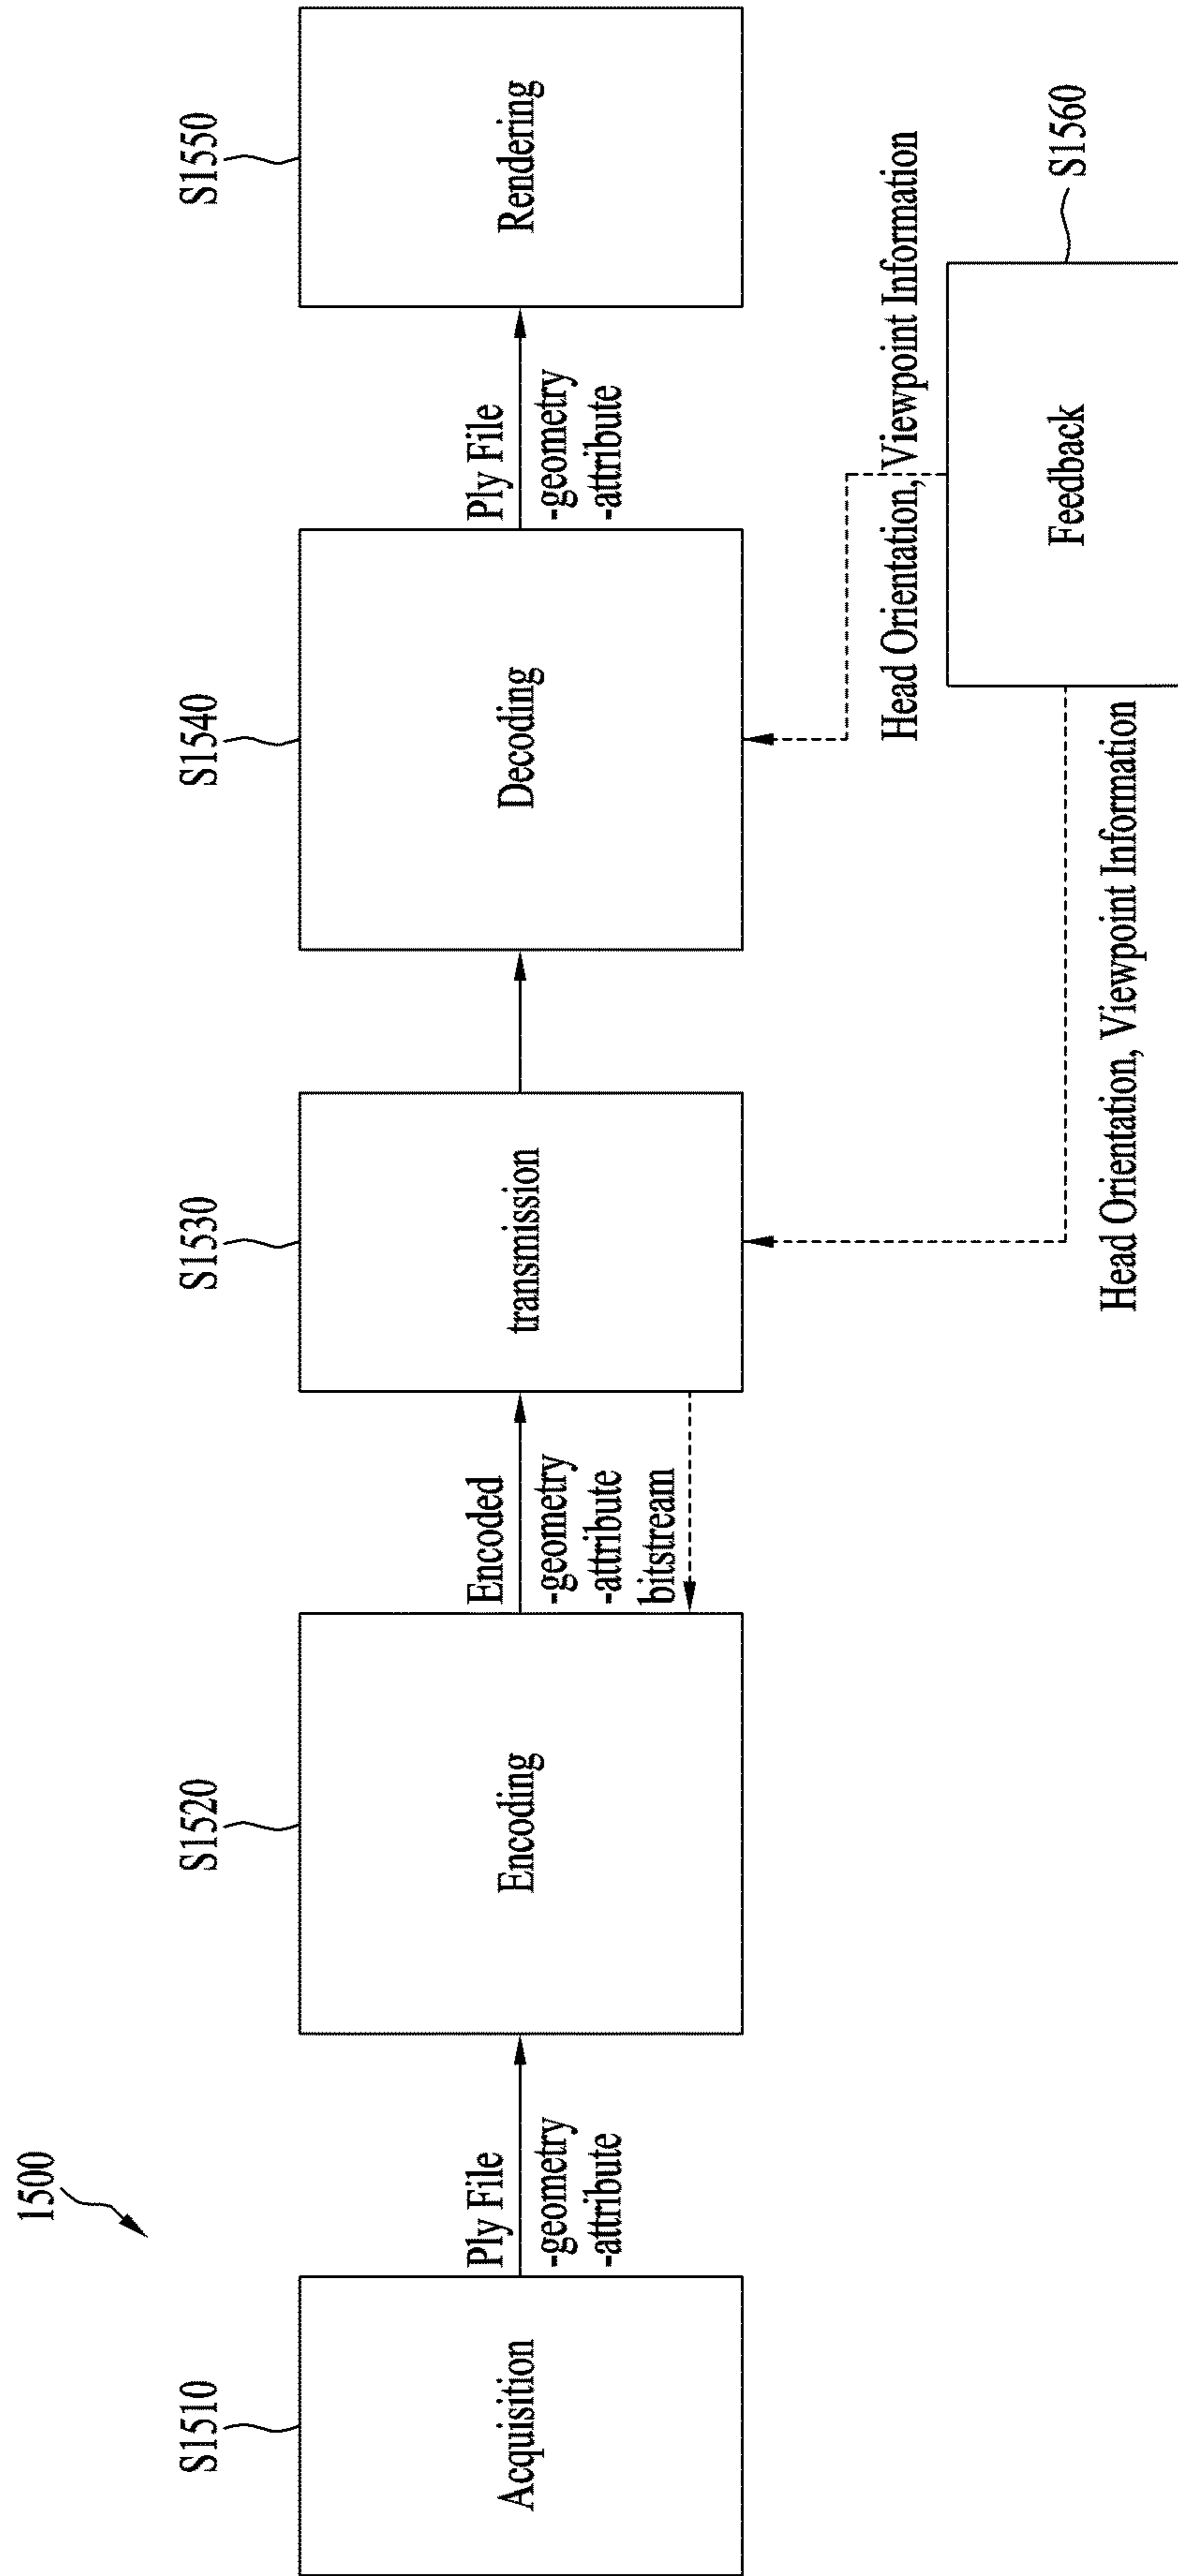 1500
S1510
S1520
S1530
S1540
S1550
Acquisition
Ply File
-geometry
-attribute
Encoding
Encoded
-geometry
-attribute
bitstream
transmission
Decoding
Ply File
-geometry
-attribute
Rendering
Head Orientation, Viewpoint Information
Head Orientation, Viewpoint Information
Feedback
S1560